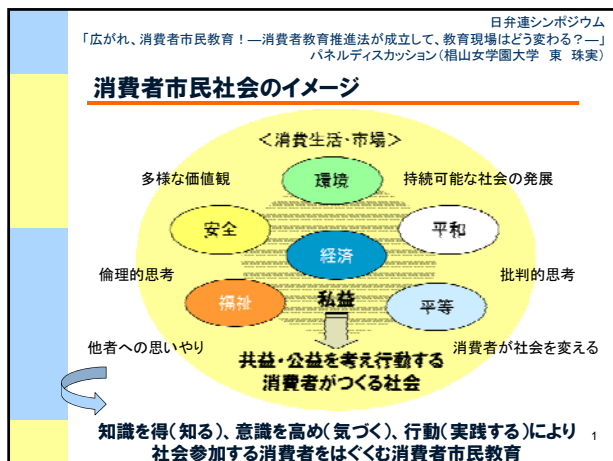 日弁連シンポジウム
「広がれ、消費者市民教育！―消費者教育推進法が成立して、教育現場はどう変わる？―」
パネルディスカッション（椙山女学園大学　東　珠実）
消費者市民社会のイメージ
＜消費生活・市場＞
多様な価値観
環境
持続可能な社会の発展
安全
平和
経済
倫理的思考
批判的思考
福祉
私益
平等
他者への思いやり
消費者が社会を変える
共益・公益を考え行動する
消費者がつくる社会
知識を得（知る）、意識を高め（気づく）、行動（実践する）により
社会参加する消費者をはぐくむ消費者市民教育
1